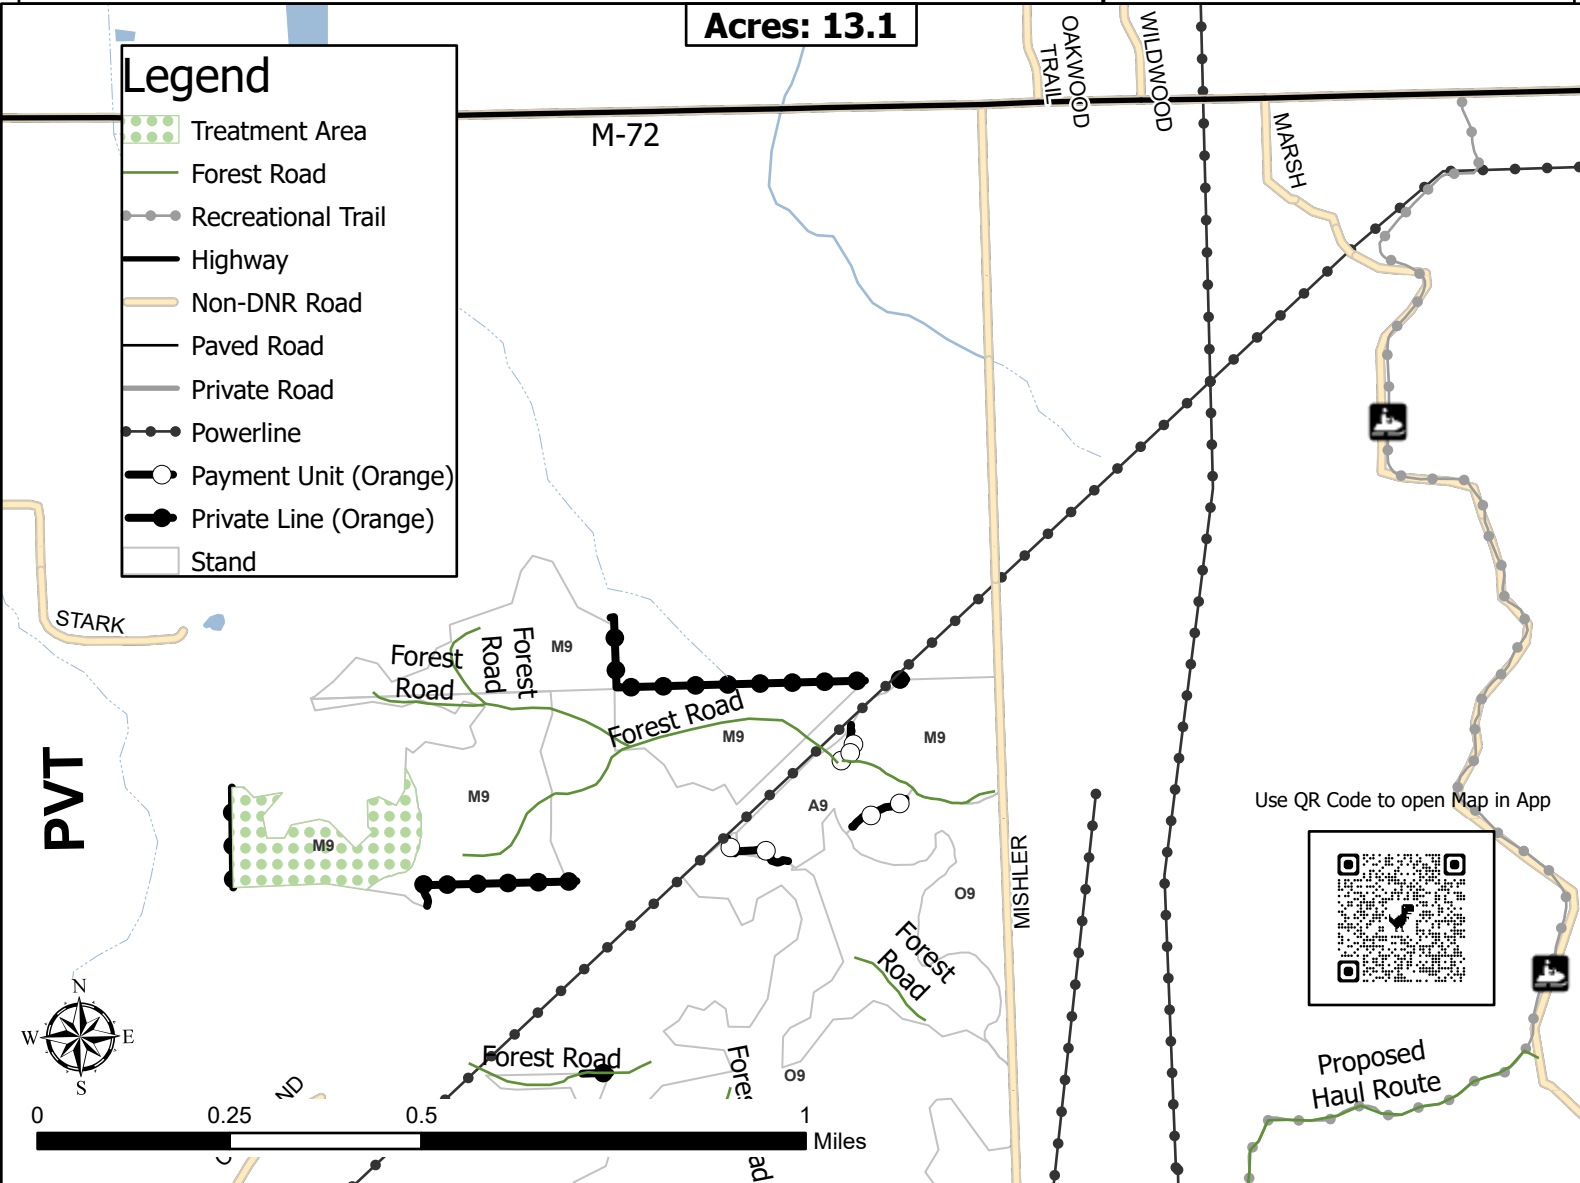 Acres: 13.1
Legend
Treatment Area
Forest Road
Recreational Trail
Highway
Non-DNR Road
Paved Road
Private Road
Powerline
Payment Unit (Orange)
Private Line (Orange)
Stand
M-72
OAKWOOD
TRAIL
WILDWOOD
MARSH
STARK
Forest
Road
Forest
Road
M9
Forest Road
M9
M9
M9
A9
M9
PVT
O9
MISHLER
Forest
Road
Use QR Code to open Map in App
N
W
E
S
Forest Road
O9
Proposed
Haul Route
ND
0
0.25
0.5
1
Miles
ad